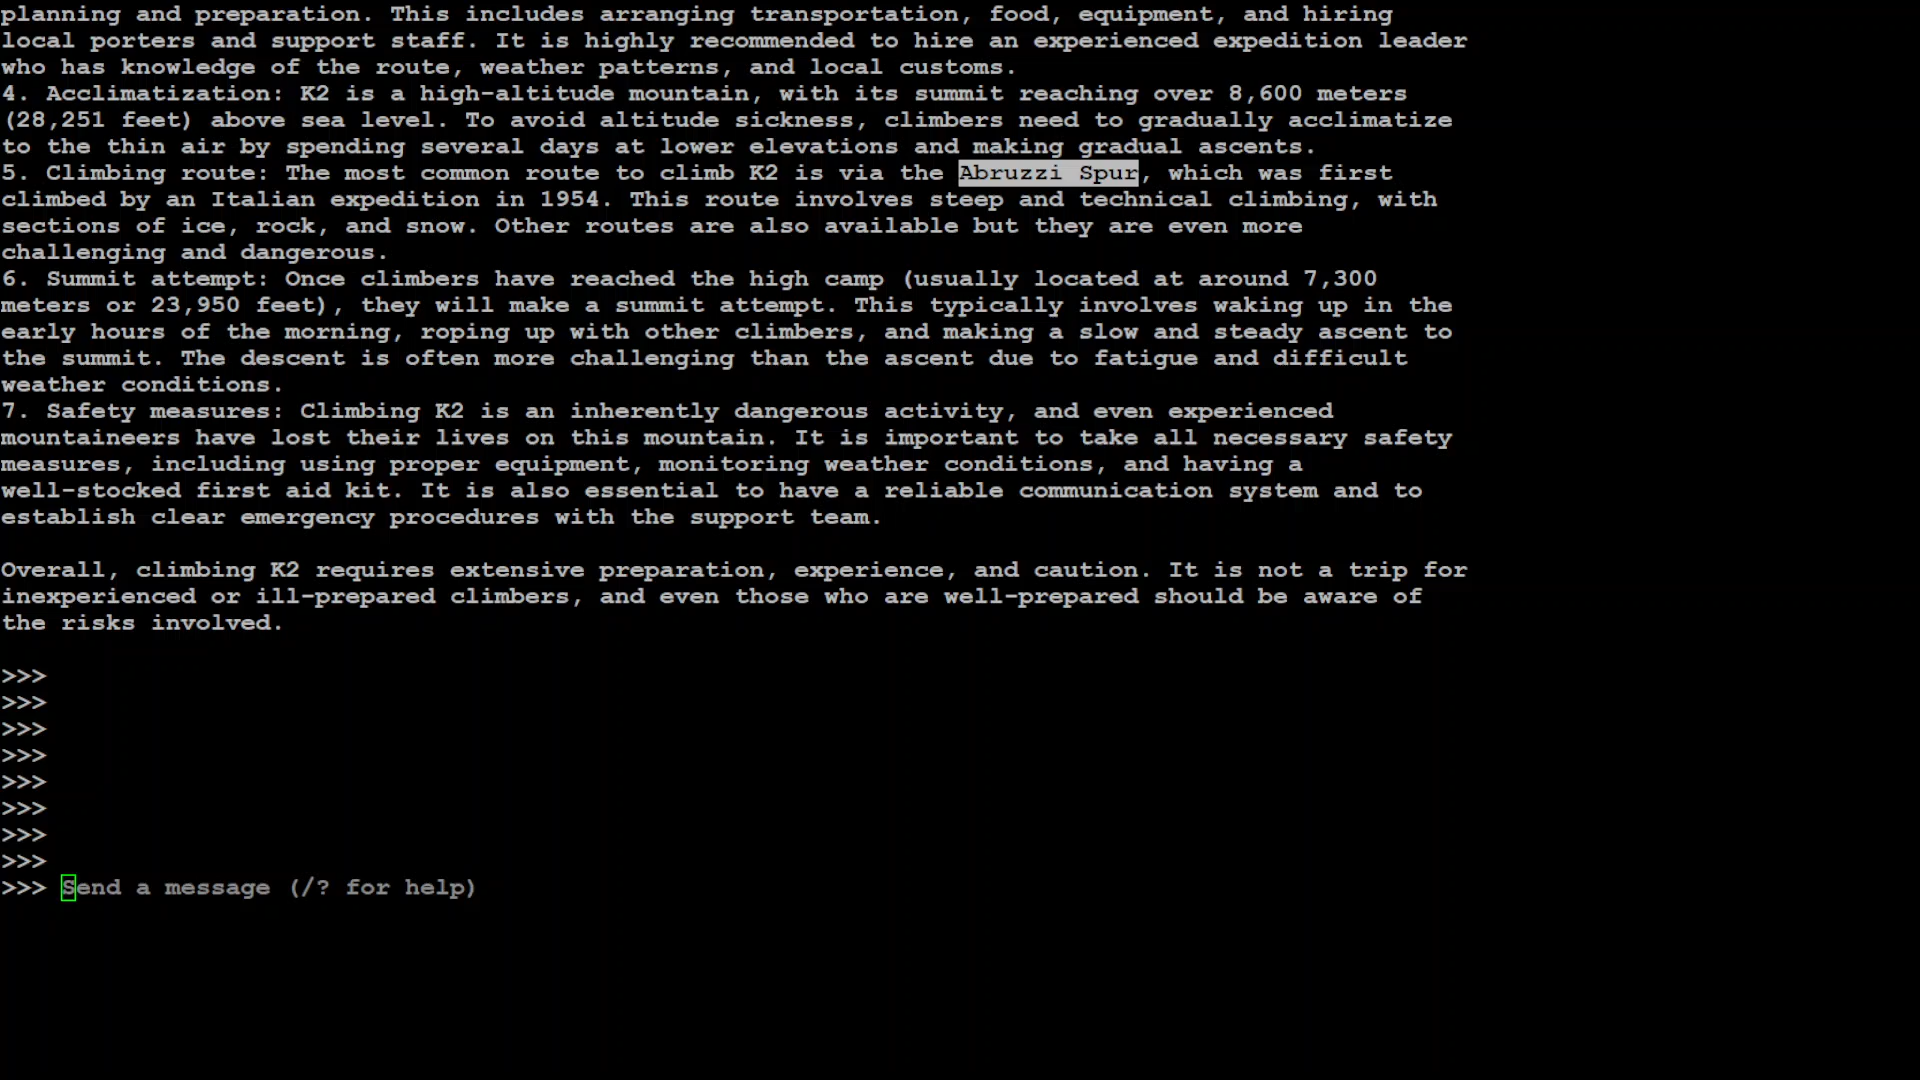 planning and preparation. This includes arranging transportation, food, equipment, and hiring
local porters and support staff. It is highly recommended to hire an experienced expedition leader
who has knowledge of the route, weather patterns, and local customs.
4. Acclimatization: K2 is a high-altitude mountain, with its summit reaching over 8,600 meters
(28,251 feet) above sea level. To avoid altitude sickness, climbers need to gradually acclimatize
to the thin air by spending several days at lower elevations and making gradual ascents.
5. Climbing route: The most common route to climb K2 is via the Abruzzi Spur, which was first
climbed by an Italian expedition in 1954. This route involves steep and technical climbing, with
sections of ice, rock, and snow. Other routes are also available but they are even more
challenging and dangerous.
6. Summit attempt: Once climbers have reached the high camp (usually located at around 7,300
meters or 23,950 feet), they will make a summit attempt. This typically involves waking up in the
early hours of the morning, roping up with other climbers, and making a slow and steady ascent to
the summit. The descent is often more challenging than the ascent due to fatigue and difficult
weather conditions.
7. Safety measures: Climbing K2 is an inherently dangerous activity, and even experienced
mountaineers have lost their lives on this mountain. It is important to take all necessary safety
measures, including using proper equipment, monitoring weather conditions, and having a
well-stocked first aid kit. It is also essential to have a reliable communication system and to
establish clear emergency procedures with the support team.
Overall, climbing K2 requires extensive preparation, experience, and caution. It is not a trip for
inexperienced or ill-prepared climbers, and even those who are well-prepared should be aware of
the risks involved.
>>>
>>>
>>>
>>>
>>>
>>>
>>>
>>>
>>> Send a message (/? for help)